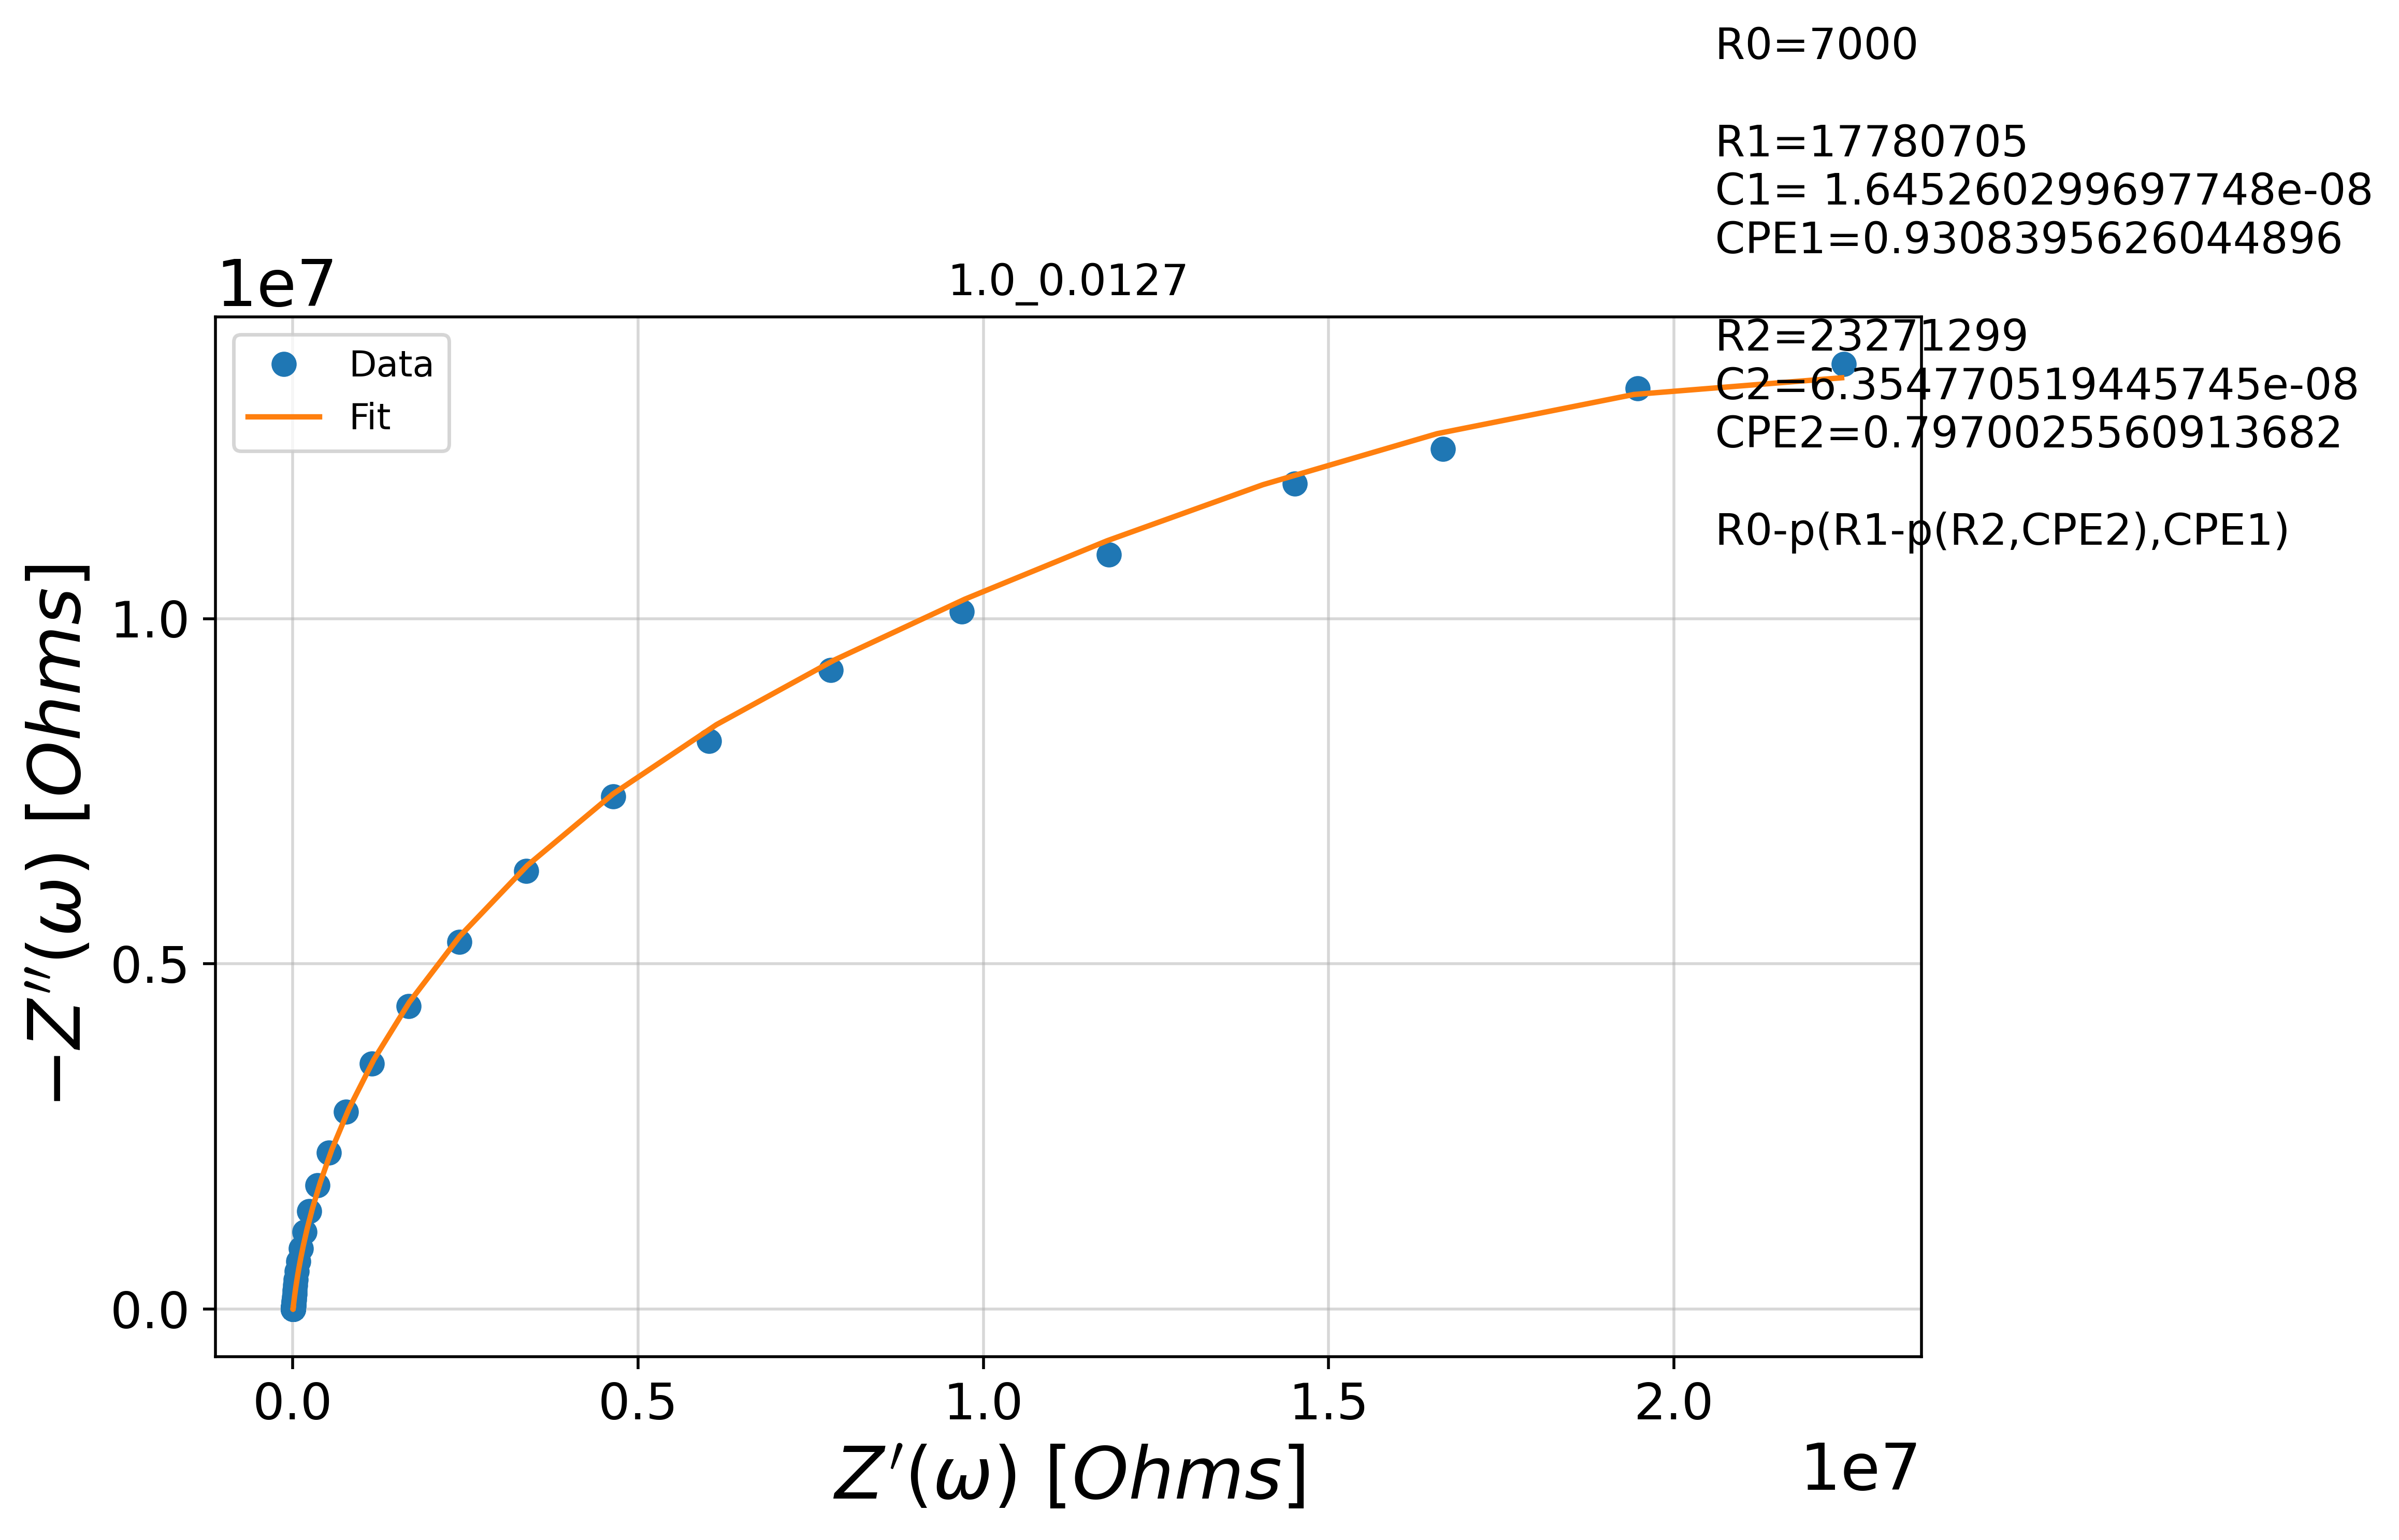 R0=7000
R1=17780705
C1= 1.6452602996977​48e-08
CPE1=0.9308395626044896
R2=23271299
C2=6.354770519445745e-08
CPE2=0.7970025560913682
R0-p(R1-p(R2,CPE2),CPE1)
1e7
1.0_0.0127
Data
Fit
1.0
0.5
0.0
−Z′′(ω) [Ohms]
0.0
0.5
1.0
1.5
2.0
1e7
Z′(ω) [Ohms]